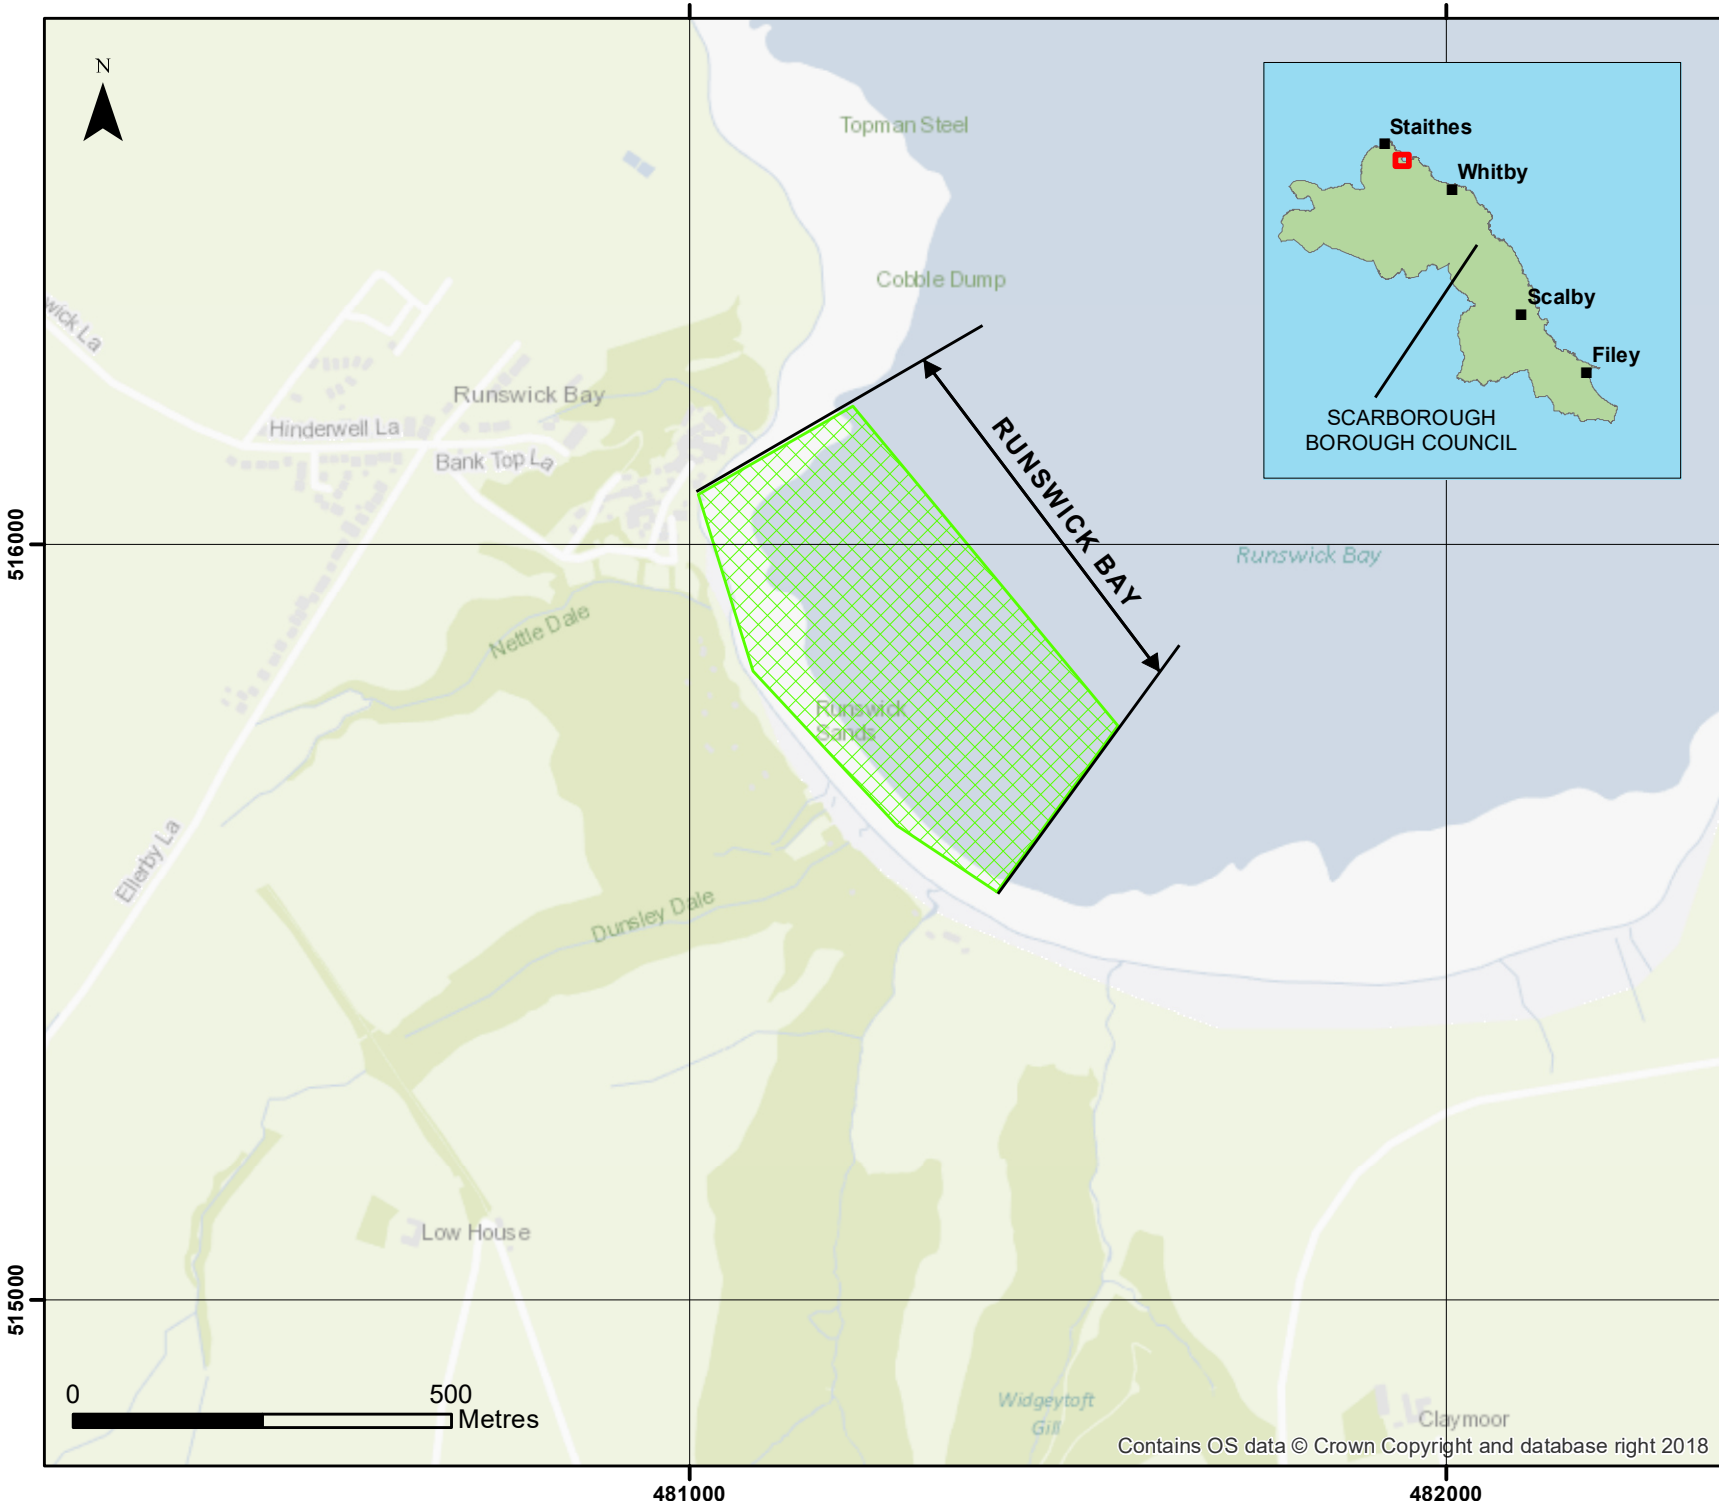 N
Topman Steel
Staithes
Whitby
Scalby
Filey
SCARBOROUGH
BOROUGH COUNCIL
Cobble Dump
wick La
Runswick Bay
Hinderwell La
Bank Top La
RUNSWICK BAY
516000
Runswick Bay
Nettle Dale
Runswick
Sands
Ellerby La
Dunsley Dale
Low House
515000
0 500
Metres
Widgeytoft
Gill
Claymoor
Contains OS data © Crown Copyright and database right 2018
481000
482000